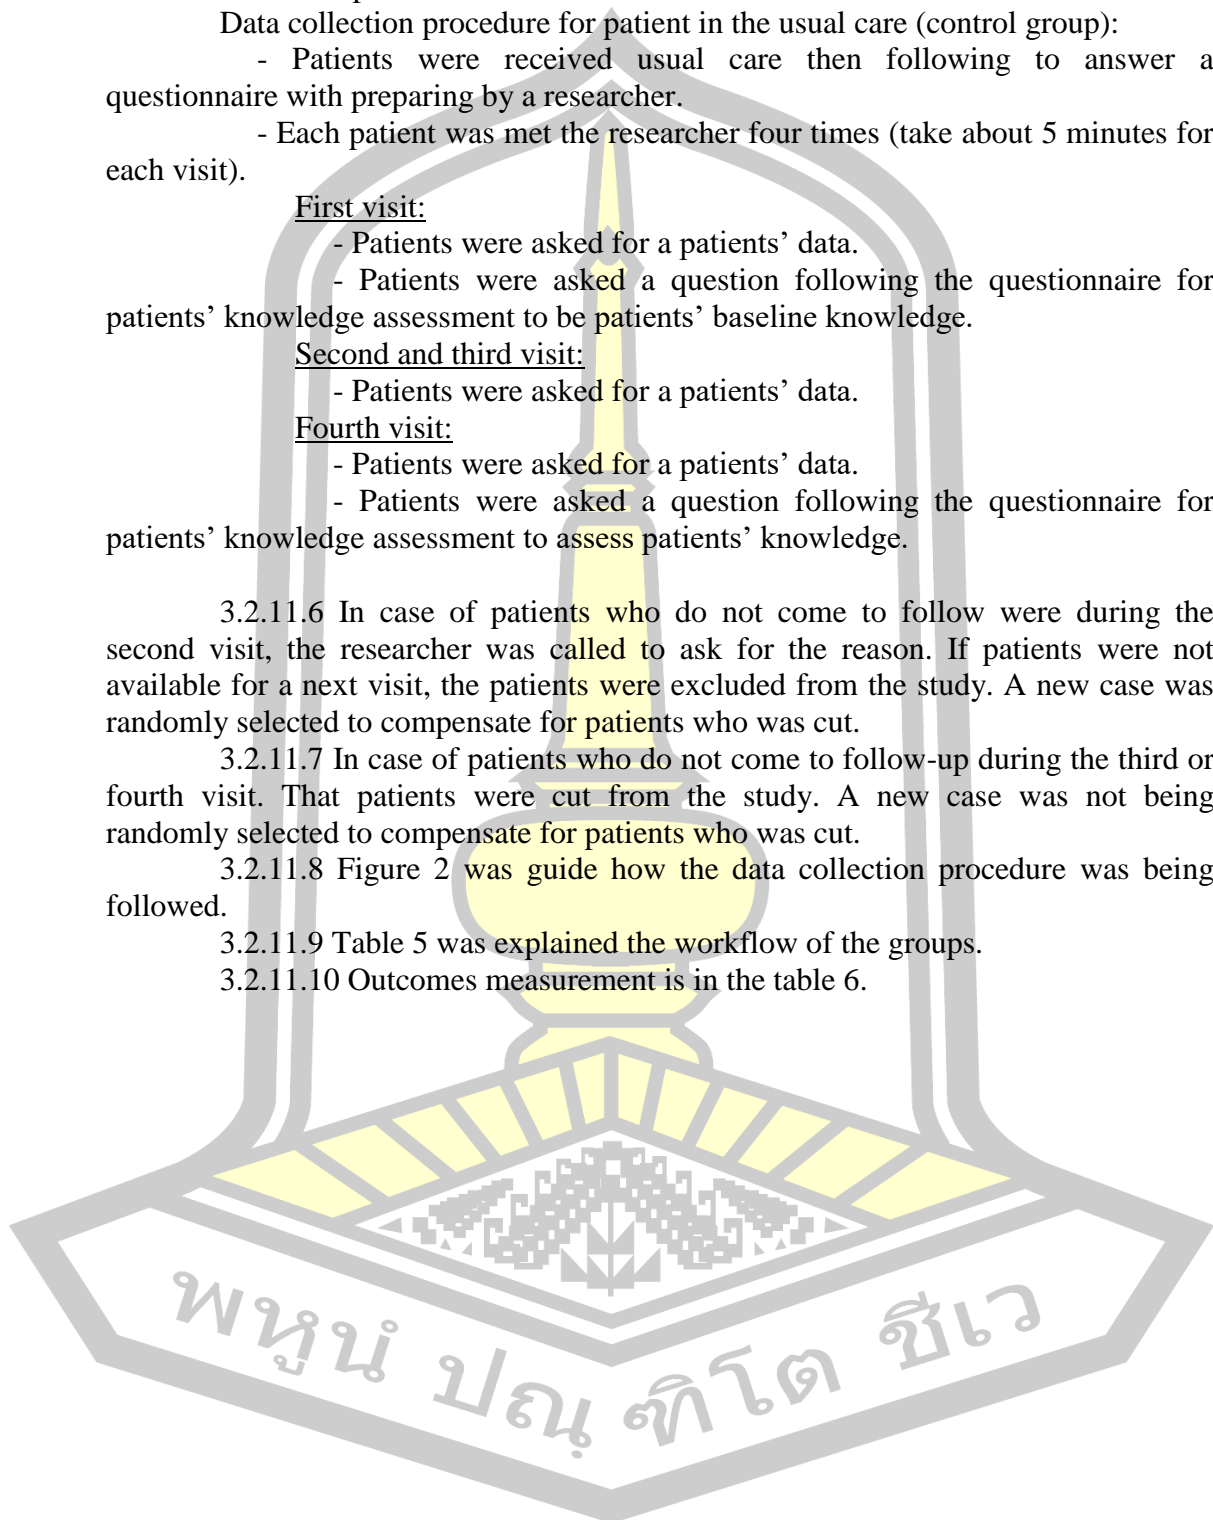 Data collection procedure for patient in the usual care (control group):
- Patients were received usual care then following to answer a
questionnaire with preparing by a researcher.
- Each patient was met the researcher four times (take about 5 minutes for
each visit).
First visit:
- Patients were asked for a patients’ data.
- Patients were asked a question following the questionnaire for
patients’ knowledge assessment to be patients’ baseline knowledge.
Second and third visit:
- Patients were asked for a patients’ data.
Fourth visit:
- Patients were asked for a patients’ data.
- Patients were asked a question following the questionnaire for
patients’ knowledge assessment to assess patients’ knowledge.
3.2.11.6 In case of patients who do not come to follow were during the
second visit, the researcher was called to ask for the reason. If patients were not
available for a next visit, the patients were excluded from the study. A new case was
randomly selected to compensate for patients who was cut.
3.2.11.7 In case of patients who do not come to follow-up during the third or
fourth visit. That patients were cut from the study. A new case was not being
randomly selected to compensate for patients who was cut.
3.2.11.8 Figure 2 was guide how the data collection procedure was being
followed.
3.2.11.9 Table 5 was explained the workflow of the groups.
3.2.11.10 Outcomes measurement is in the table 6.
พหูนํ ปณฺฑิโต ชีเว